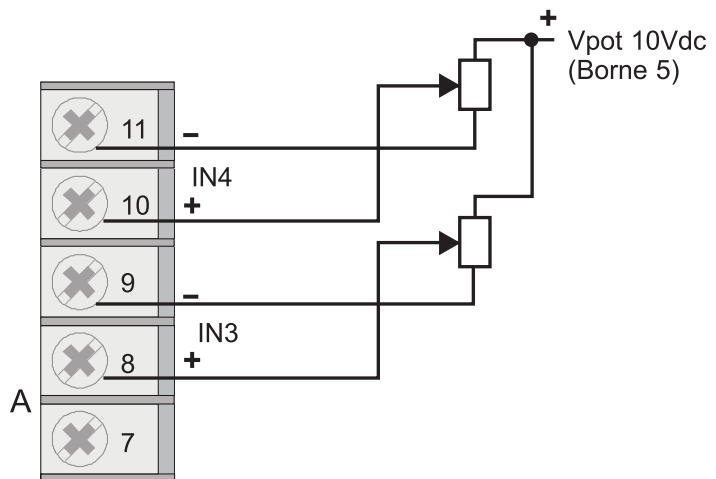 +
Vpot 10Vdc
(Borne 5)
11 −
IN4
10 +
9 −
IN3
8 +
A
7